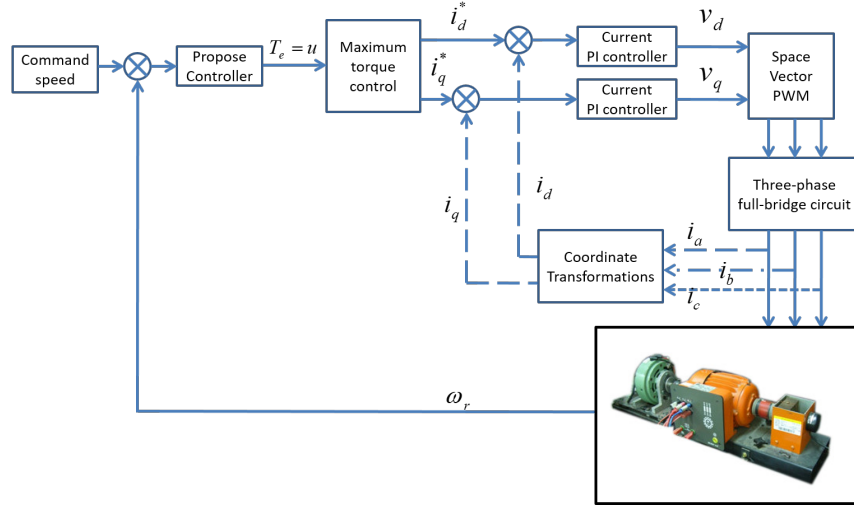 Command
speed
Propose
Controller
T_e = u
Maximum
torque
control
i_d^*
i_q^*
Current
PI controller
v_d
Current
PI controller
v_q
Space
Vector
PWM
Three-phase
full-bridge circuit
i_q
i_d
Coordinate
Transformations
i_a
i_b
i_c
ω_r